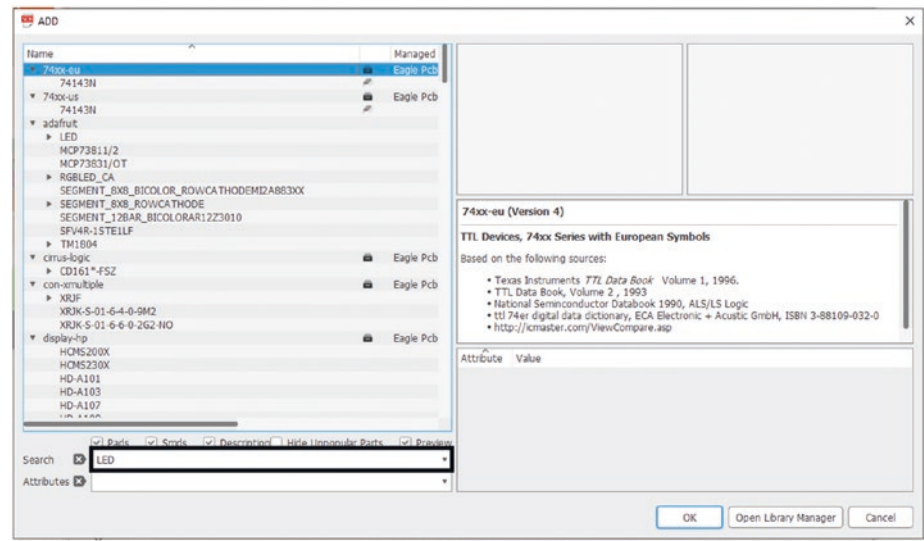 ADD
Name Managed
74xx-eu Eagle Pcb
74143N
74xx-us Eagle Pcb
74143N
adafruit
LED
MCP73811/2
MCP73831/OT
RGBLED_CA
SEGMENT_8X8_BICOLOR_ROWCATHODEMI2A883XX
SEGMENT_8X8_ROWCATHODE
SEGMENT_12BAR_BICOLORAR12Z3010
SFV4R-1STE1LF
TM1804
cirrus-logic Eagle Pcb
CD161*-FSZ
con-xmultiple Eagle Pcb
XRJF
XRJK-S-01-6-4-0-9M2
XRJK-S-01-6-6-0-2G2-NO
display-hp Eagle Pcb
HCMS200X
HCMS230X
HD-A101
HD-A103
HD-A107
Pads Smds Description Hide Unpopular Parts Preview
Search LED
Attributes
74xx-eu (Version 4)
TTL Devices, 74xx Series with European Symbols
Based on the following sources:
• Texas Instruments TTL Data Book Volume 1, 1996.
• TTL Data Book, Volume 2 , 1993
• National Seminconductor Databook 1990, ALS/LS Logic
• ttl 74er digital data dictionary, ECA Electronic + Acustic GmbH, ISBN 3-88109-032-0
• http://icmaster.com/ViewCompare.asp
Attribute Value
OK Open Library Manager Cancel